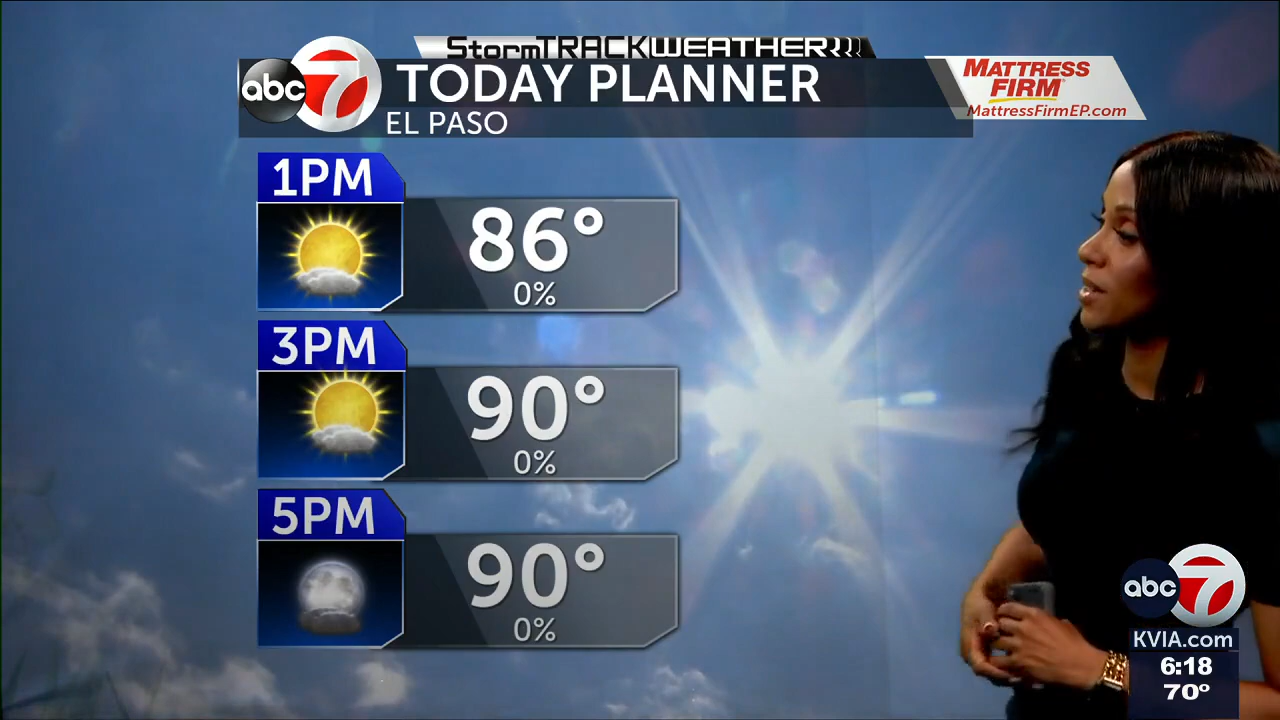 StormTRACKWEATHER
abc 7 TODAY PLANNER
EL PASO
MATTRESS
FIRM
MattressFirmEP.com
1PM
86°
0%
3PM
90°
0%
5PM
90°
0%
abc 7
KVIA.com
6:18
70°